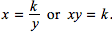 x = k/y or xy = k.